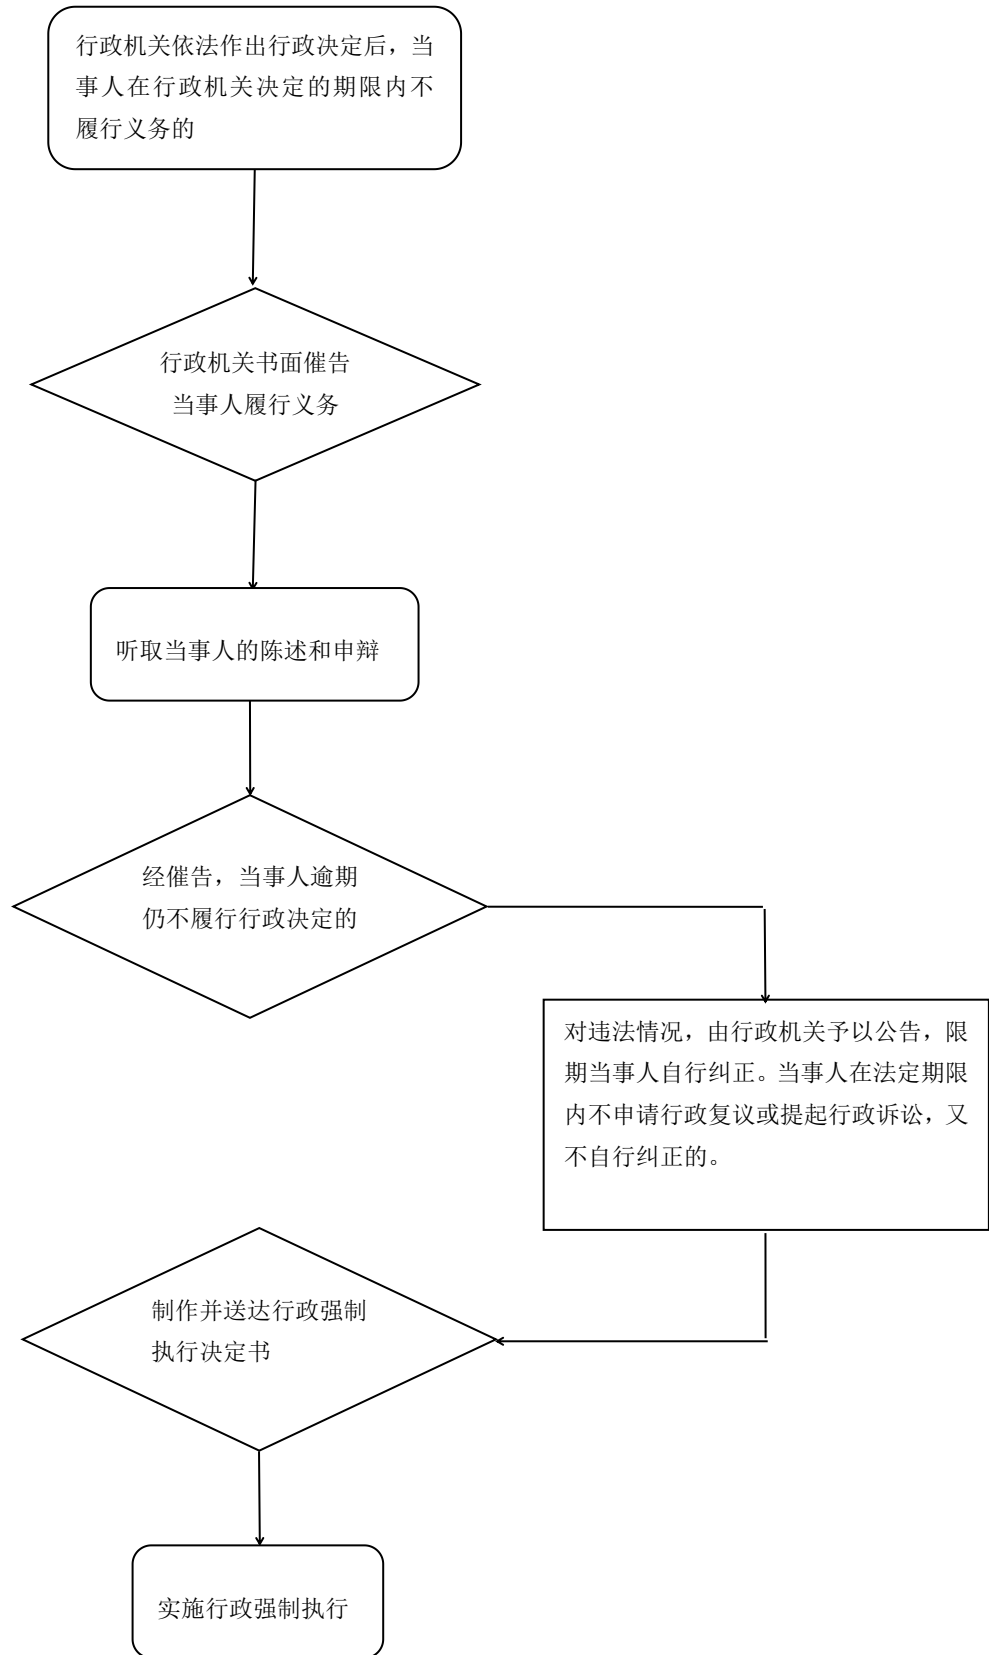 行政机关依法作出行政决定后，当
事人在行政机关决定的期限内不
履行义务的
行政机关书面催告
当事人履行义务
听取当事人的陈述和申辩
经催告，当事人逾期
仍不履行行政决定的
对违法情况，由行政机关予以公告，限
期当事人自行纠正。当事人在法定期限
内不申请行政复议或提起行政诉讼，又
不自行纠正的。
制作并送达行政强制
执行决定书
实施行政强制执行